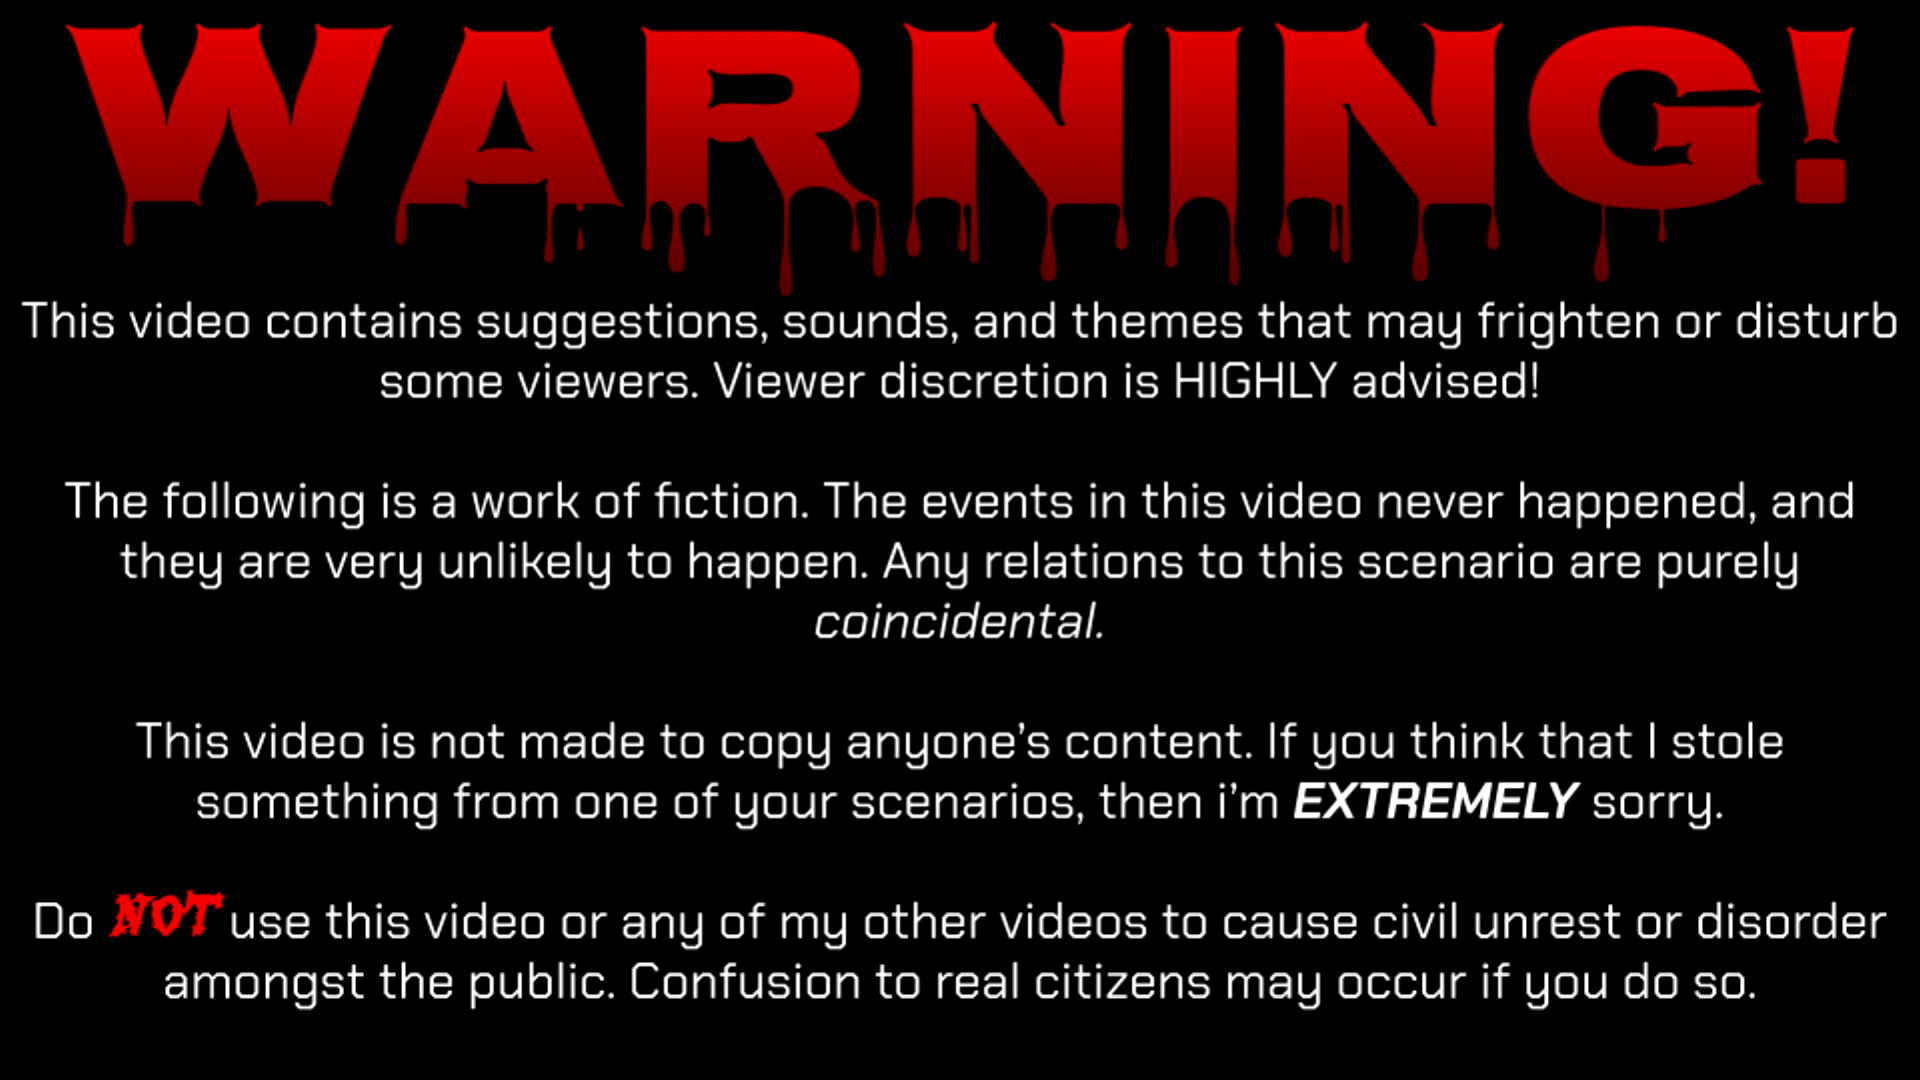 WARNING!
This video contains suggestions, sounds, and themes that may frighten or disturb
some viewers. Viewer discretion is HIGHLY advised!
The following is a work of fiction. The events in this video never happened, and
they are very unlikely to happen. Any relations to this scenario are purely
coincidental.
This video is not made to copy anyone’s content. If you think that I stole
something from one of your scenarios, then i’m EXTREMELY sorry.
Do NOT use this video or any of my other videos to cause civil unrest or disorder
amongst the public. Confusion to real citizens may occur if you do so.